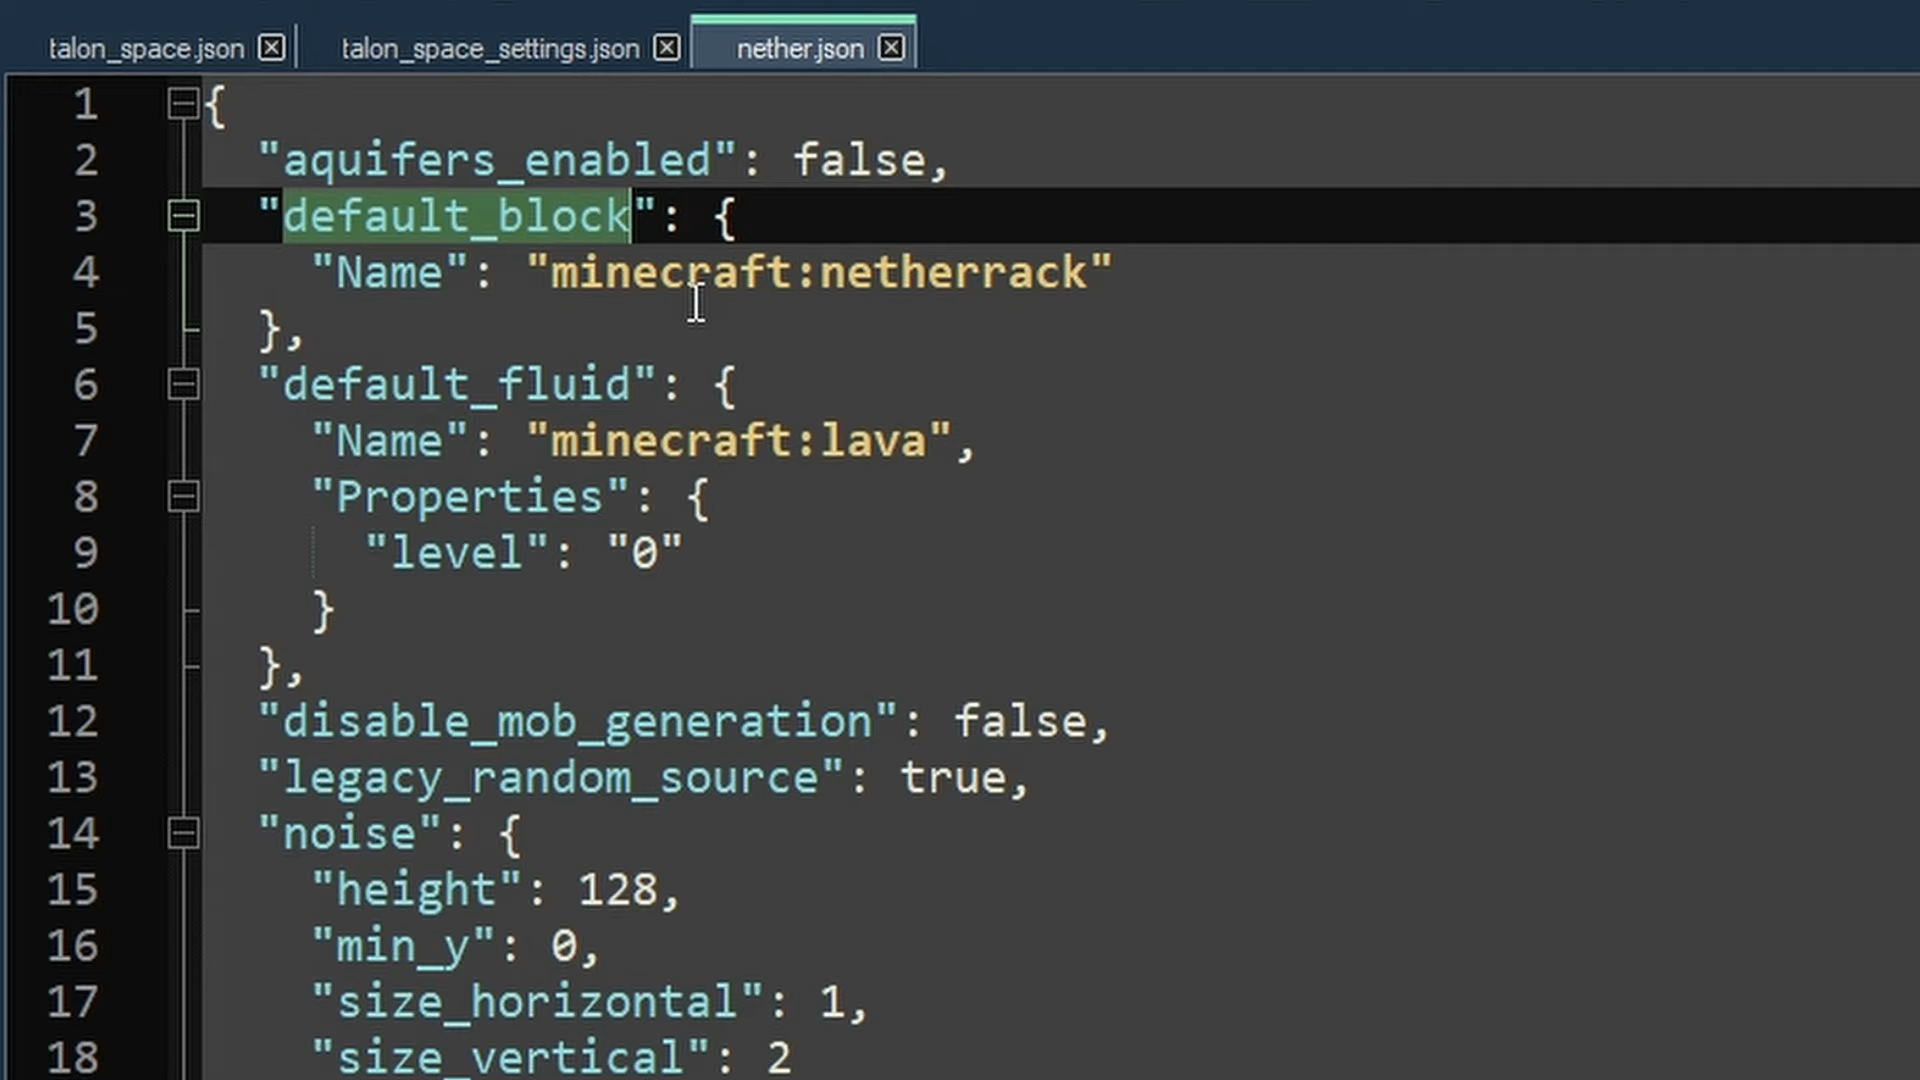 talon_space.json talon_space_settings.json nether.json
1 {
2 "aquifers_enabled": false,
3 "default_block": {
4 "Name": "minecraft:netherrack"
5 },
6 "default_fluid": {
7 "Name": "minecraft:lava",
8 "Properties": {
9 "level": "0"
10 }
11 },
12 "disable_mob_generation": false,
13 "legacy_random_source": true,
14 "noise": {
15 "height": 128,
16 "min_y": 0,
17 "size_horizontal": 1,
18 "size_vertical": 2